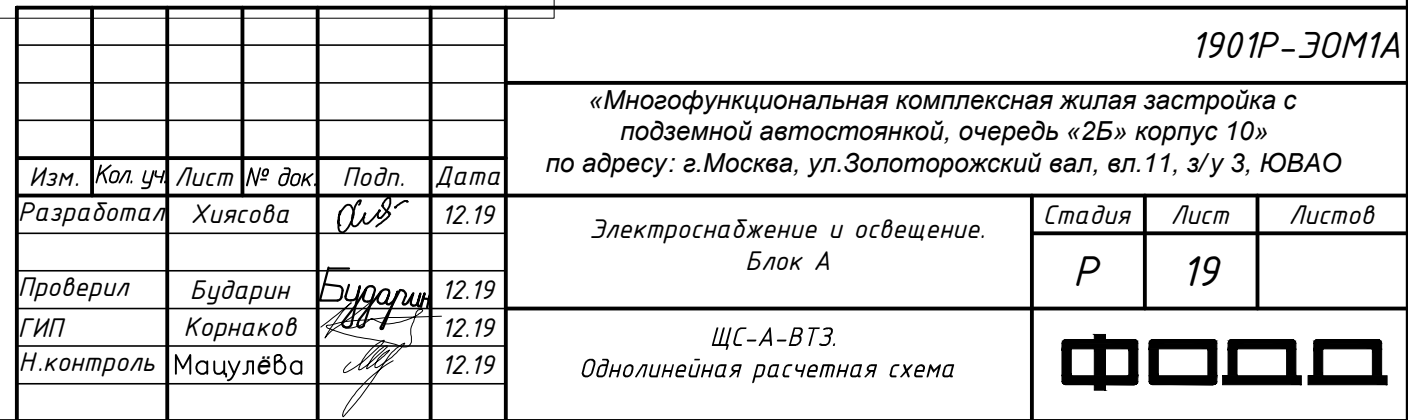 1901Р-ЭОМ1А
«Многофункциональная комплексная жилая застройка с
подземной автостоянкой, очередь «2Б» корпус 10»
по адресу: г.Москва, ул.Золоторожский вал, вл.11, з/у 3, ЮВАО
Изм. Кол. уч. Лист № док. Подп. Дата
Разработал Хиясова 12.19
Проверил Бударин Бударин 12.19
ГИП Корнаков 12.19
Н.контроль Мацулёва 12.19
Электроснабжение и освещение.
Блок А
Стадия Лист Листов
Р 19
ЩС-А-ВТ3.
Однолинейная расчетная схема
ФОДД